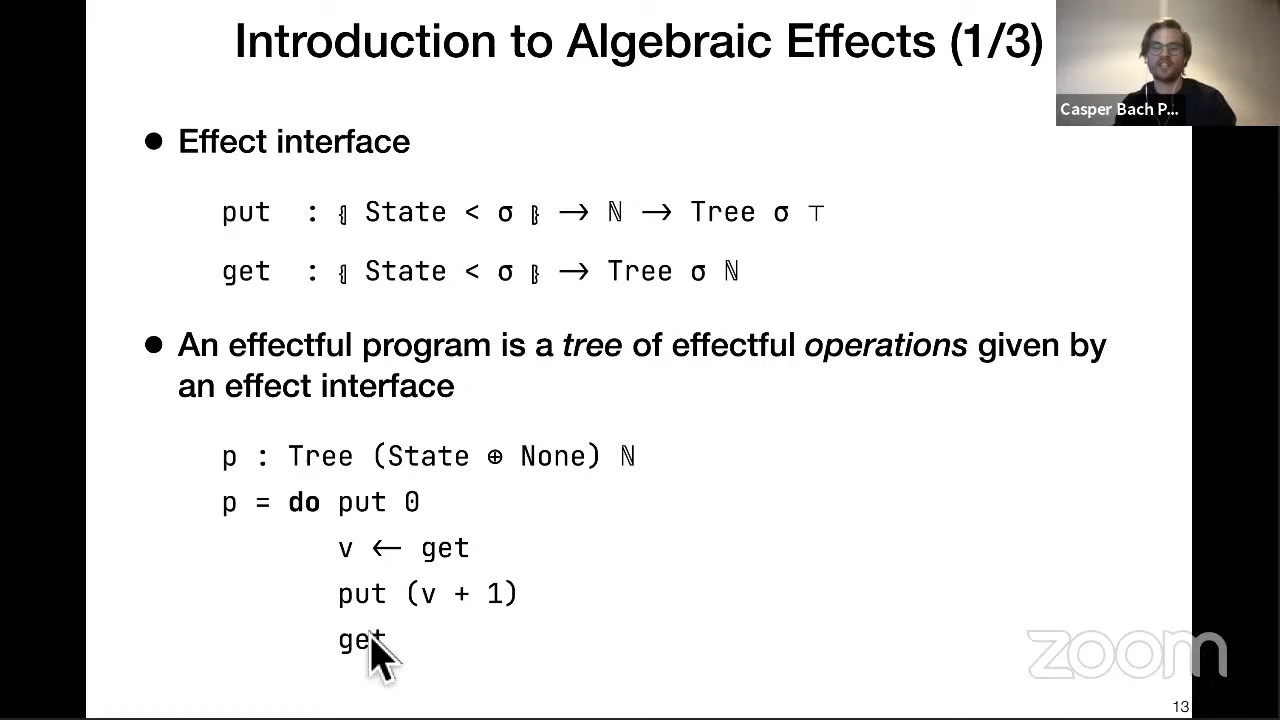 Introduction to Algebraic Effects (1/3)
Casper Bach P...
● Effect interface
put : ⦃ State < σ ⦄ → ℕ → Tree σ ⊤
get : ⦃ State < σ ⦄ → Tree σ ℕ
● An effectful program is a tree of effectful operations given by
an effect interface
p : Tree (State ⊕ None) ℕ
p = do put 0
v ← get
put (v + 1)
get
zoom
13